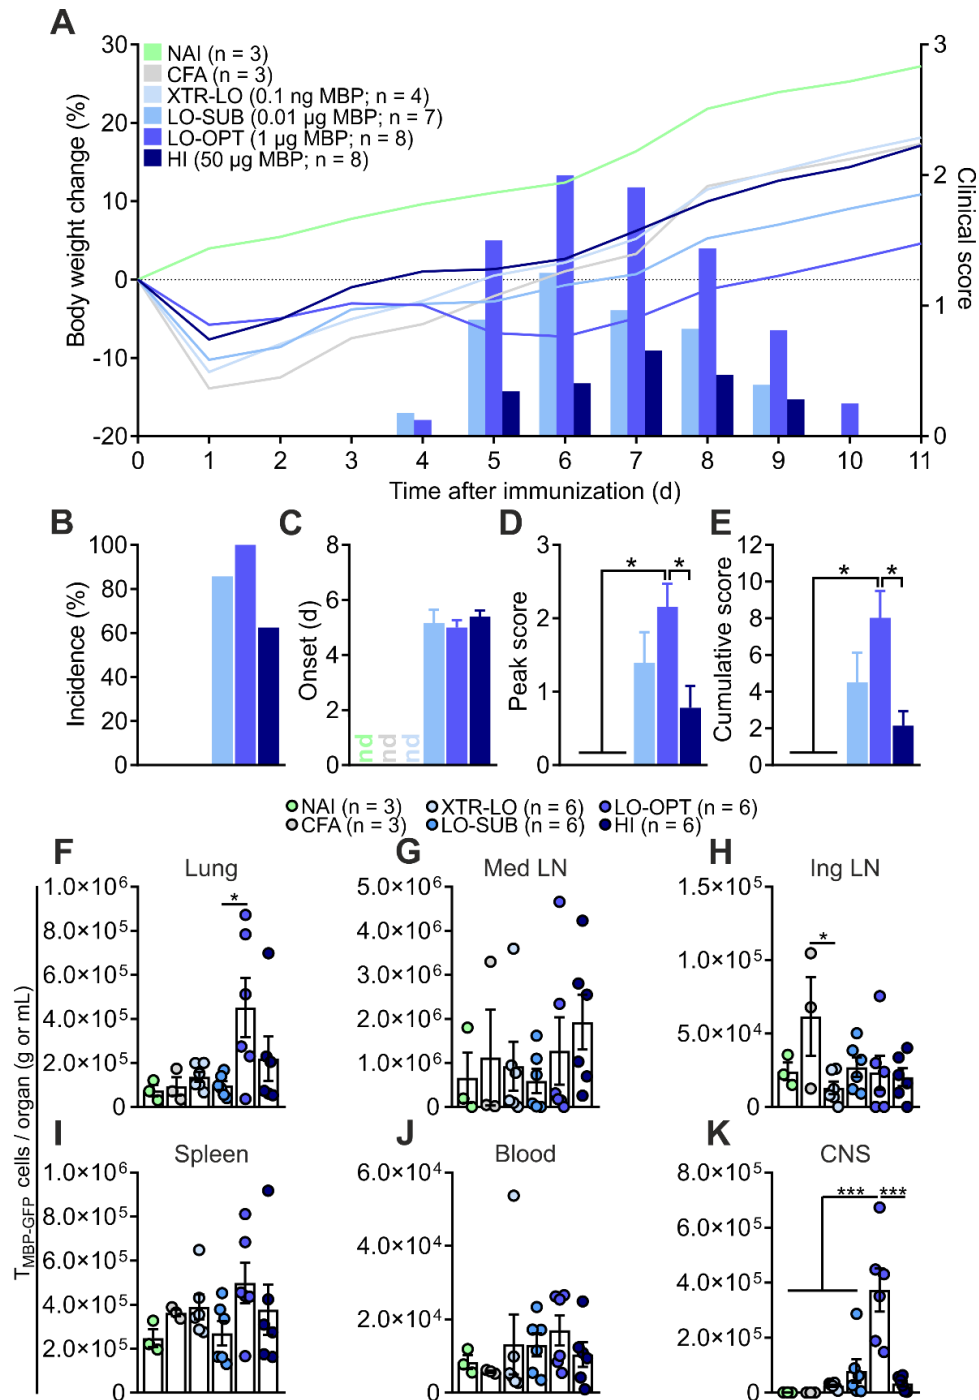 A
Body weight change (%)
30
20
10
0
-10
-20
NAI (n = 3)
CFA (n = 3)
XTR-LO (0.1 ng MBP; n = 4)
LO-SUB (0.01 µg MBP; n = 7)
LO-OPT (1 µg MBP; n = 8)
HI (50 µg MBP; n = 8)
3
2
1
0
Clinical score
0 1 2 3 4 5 6 7 8 9 10 11
Time after immunization (d)
B
Incidence (%)
100
80
60
40
20
0
C
Onset (d)
8
6
4
2
0
nd nd nd
D
Peak score
3
2
1
0
* *
E
Cumulative score
12
10
8
6
4
2
0
* *
NAI (n = 3) XTR-LO (n = 6) LO-OPT (n = 6)
CFA (n = 3) LO-SUB (n = 6) HI (n = 6)
T_MBP-GFP cells / organ (g or mL)
F
Lung
1.0×10⁶
8.0×10⁵
6.0×10⁵
4.0×10⁵
2.0×10⁵
0
*
G
Med LN
5.0×10⁶
4.0×10⁶
3.0×10⁶
2.0×10⁶
1.0×10⁶
0
H
Ing LN
1.5×10⁵
1.0×10⁵
5.0×10⁴
0
*
I
Spleen
1.0×10⁶
8.0×10⁵
6.0×10⁵
4.0×10⁵
2.0×10⁵
0
J
Blood
6.0×10⁴
4.0×10⁴
2.0×10⁴
0
K
CNS
8.0×10⁵
6.0×10⁵
4.0×10⁵
2.0×10⁵
0
*** ***